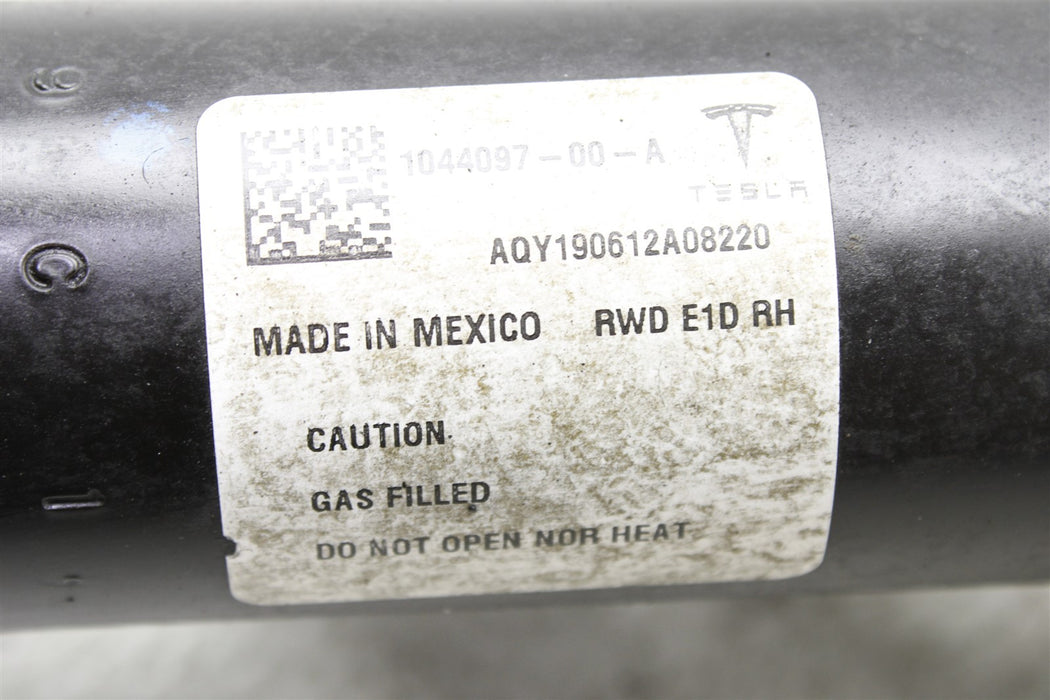 1044097-00-A
TESLA
AQY190612A08220
MADE IN MEXICO RWD E1D RH
CAUTION
GAS FILLED
DO NOT OPEN NOR HEAT
C